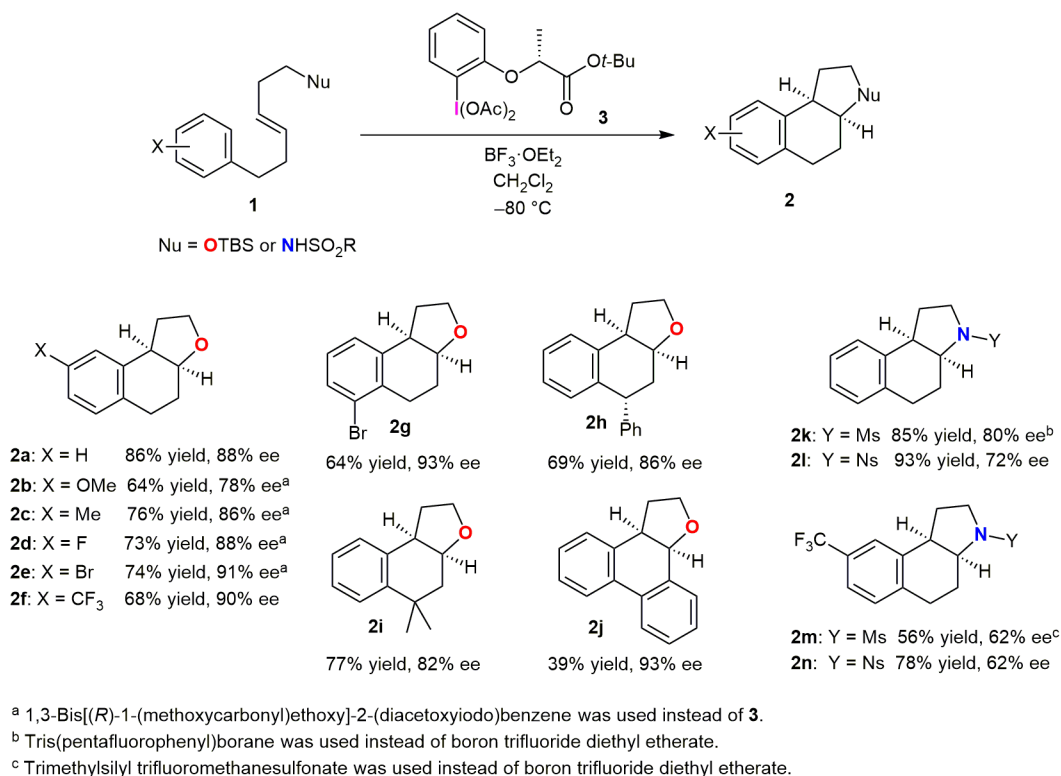 Nu
X
1
I(OAc)2
O
O
Ot-Bu
3
BF3·OEt2
CH2Cl2
–80 °C
H
Nu
X
H
2
Nu = OTBS or NHSO2R
X
H
O
H
2a: X = H 86% yield, 88% ee
2b: X = OMe 64% yield, 78% eeᵃ
2c: X = Me 76% yield, 86% eeᵃ
2d: X = F 73% yield, 88% eeᵃ
2e: X = Br 74% yield, 91% eeᵃ
2f: X = CF3 68% yield, 90% ee
H
O
H
Br
2g
64% yield, 93% ee
H
O
H
2h
Ph
69% yield, 86% ee
H
O
H
2i
77% yield, 82% ee
H
O
H
2j
39% yield, 93% ee
H
N
Y
H
2k: Y = Ms 85% yield, 80% eeᵇ
2l: Y = Ns 93% yield, 72% ee
F3C
H
N
Y
H
2m: Y = Ms 56% yield, 62% eeᶜ
2n: Y = Ns 78% yield, 62% ee
ᵃ 1,3-Bis[(R)-1-(methoxycarbonyl)ethoxy]-2-(diacetoxyiodo)benzene was used instead of 3.
ᵇ Tris(pentafluorophenyl)borane was used instead of boron trifluoride diethyl etherate.
ᶜ Trimethylsilyl trifluoromethanesulfonate was used instead of boron trifluoride diethyl etherate.